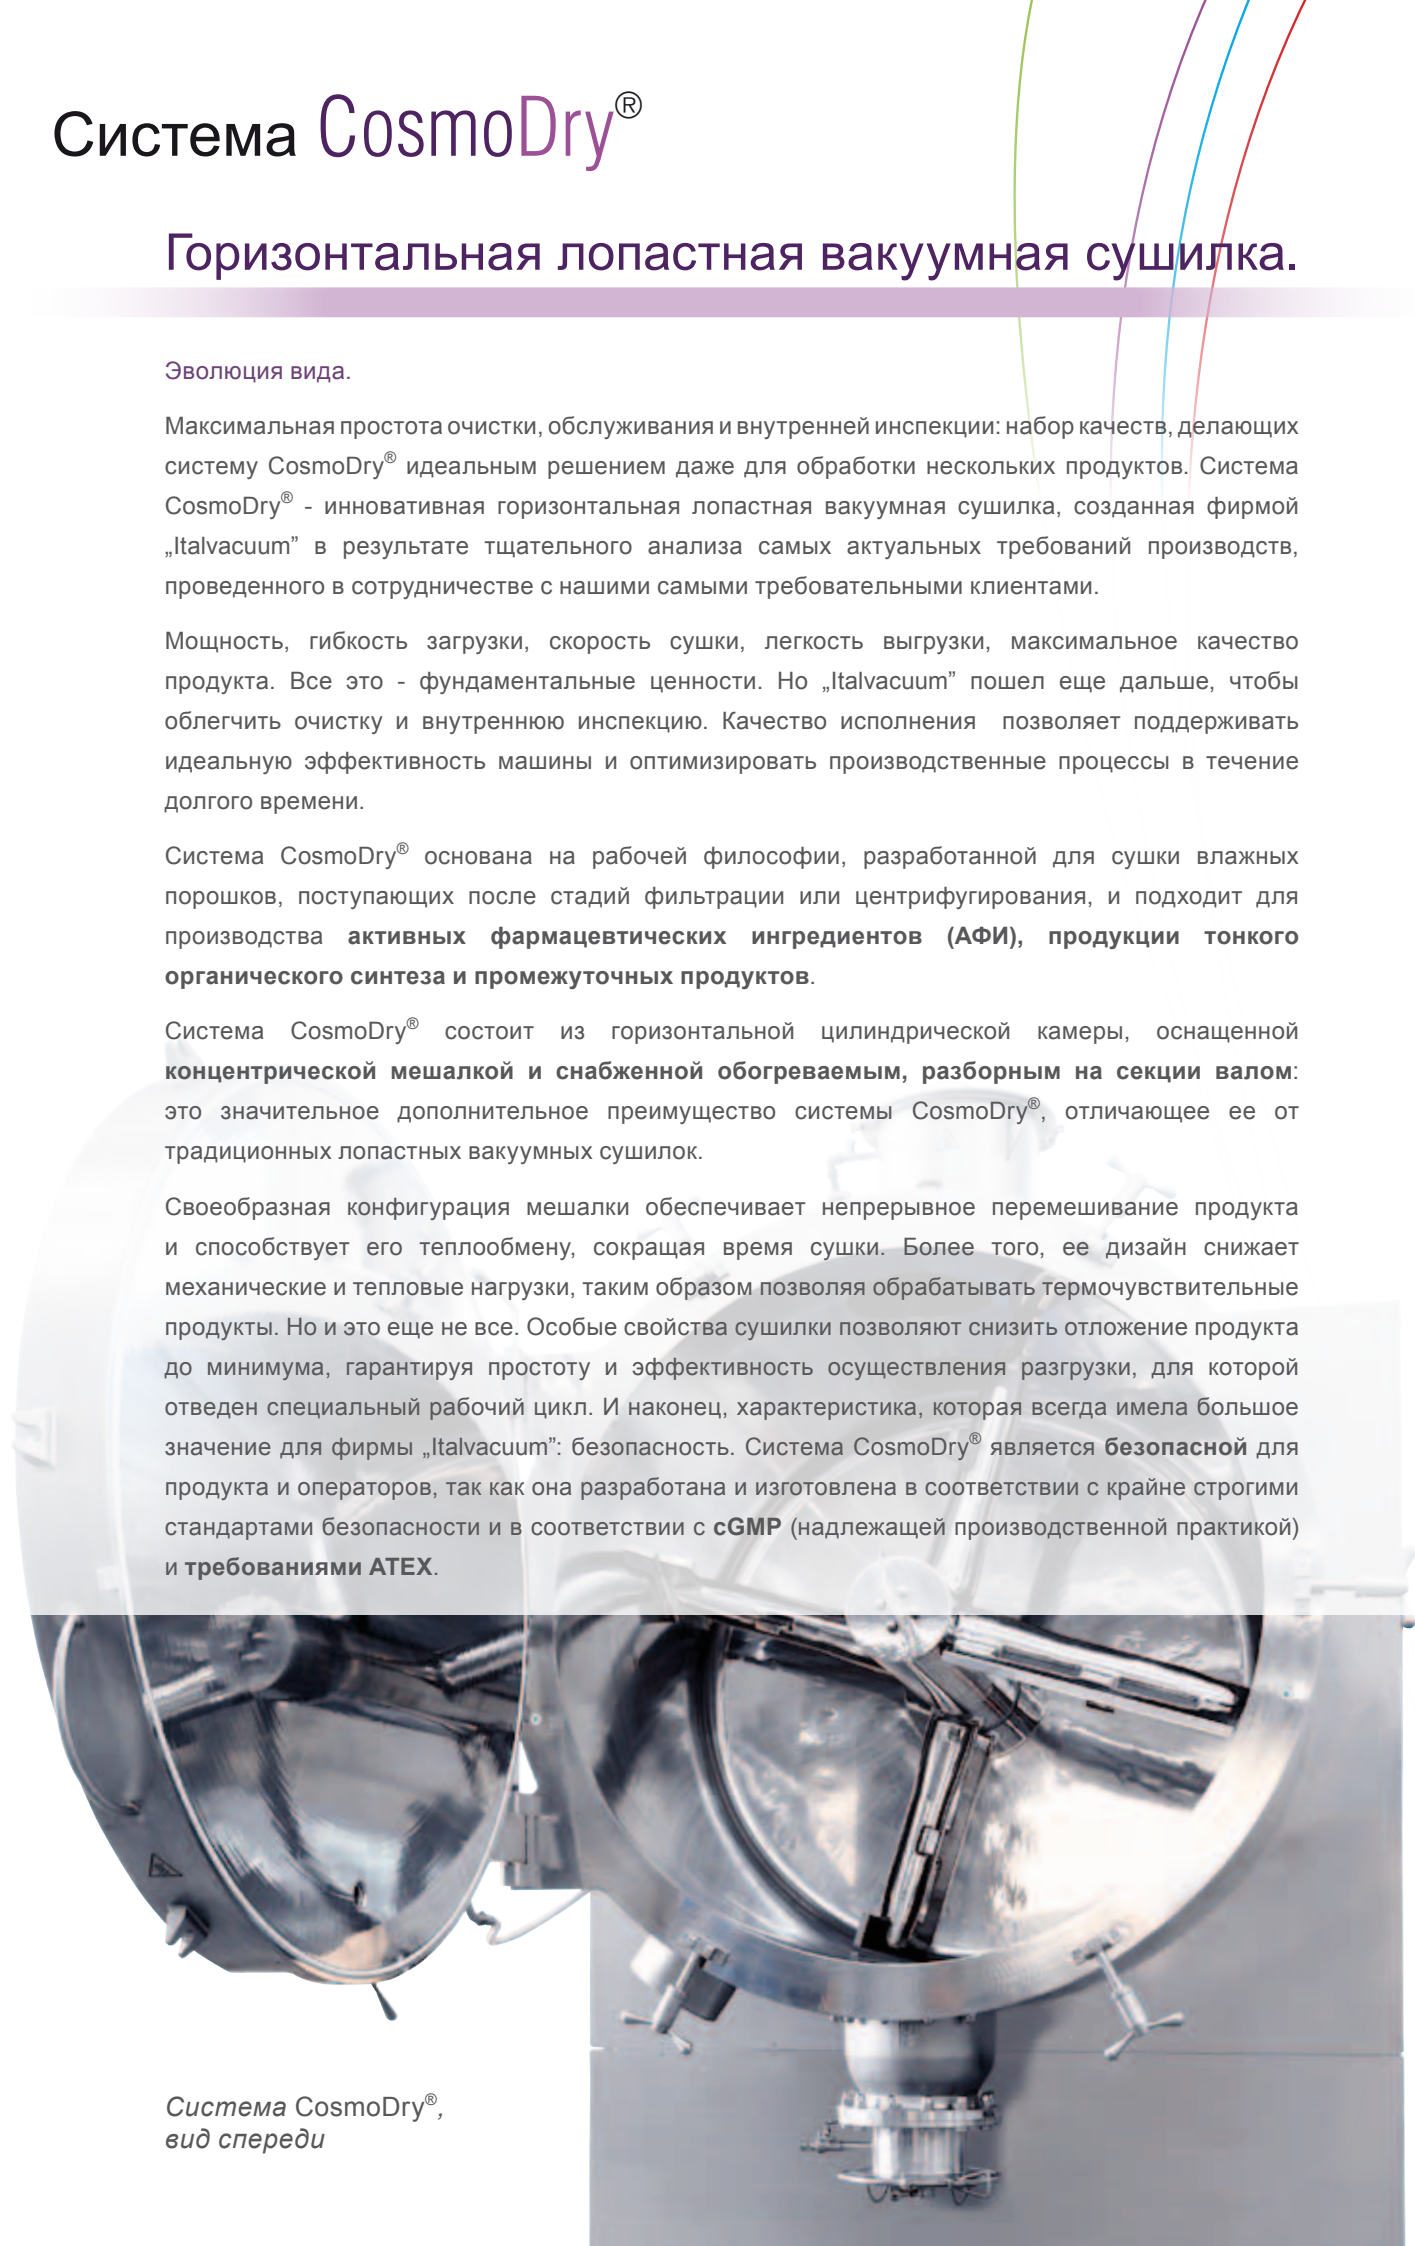 Система CosmoDry®
Горизонтальная лопастная вакуумная сушилка.
Эволюция вида.
Максимальная простота очистки, обслуживания и внутренней инспекции: набор качеств, делающих
систему CosmoDry® идеальным решением даже для обработки нескольких продуктов. Система
CosmoDry® - инновативная горизонтальная лопастная вакуумная сушилка, созданная фирмой
„Italvacuum” в результате тщательного анализа самых актуальных требований производств,
проведенного в сотрудничестве с нашими самыми требовательными клиентами.
Мощность, гибкость загрузки, скорость сушки, легкость выгрузки, максимальное качество
продукта. Все это - фундаментальные ценности. Но „Italvacuum” пошел еще дальше, чтобы
облегчить очистку и внутреннюю инспекцию. Качество исполнения позволяет поддерживать
идеальную эффективность машины и оптимизировать производственные процессы в течение
долгого времени.
Система CosmoDry® основана на рабочей философии, разработанной для сушки влажных
порошков, поступающих после стадий фильтрации или центрифугирования, и подходит для
производства активных фармацевтических ингредиентов (АФИ), продукции тонкого
органического синтеза и промежуточных продуктов.
Система CosmoDry® состоит из горизонтальной цилиндрической камеры, оснащенной
концентрической мешалкой и снабженной обогреваемым, разборным на секции валом:
это значительное дополнительное преимущество системы CosmoDry®, отличающее ее от
традиционных лопастных вакуумных сушилок.
Своеобразная конфигурация мешалки обеспечивает непрерывное перемешивание продукта
и способствует его теплообмену, сокращая время сушки. Более того, ее дизайн снижает
механические и тепловые нагрузки, таким образом позволяя обрабатывать термочувствительные
продукты. Но и это еще не все. Особые свойства сушилки позволяют снизить отложение продукта
до минимума, гарантируя простоту и эффективность осуществления разгрузки, для которой
отведен специальный рабочий цикл. И наконец, характеристика, которая всегда имела большое
значение для фирмы „Italvacuum”: безопасность. Система CosmoDry® является безопасной для
продукта и операторов, так как она разработана и изготовлена в соответствии с крайне строгими
стандартами безопасности и в соответствии с cGMP (надлежащей производственной практикой)
и требованиями ATEX.
Система CosmoDry®,
вид спереди